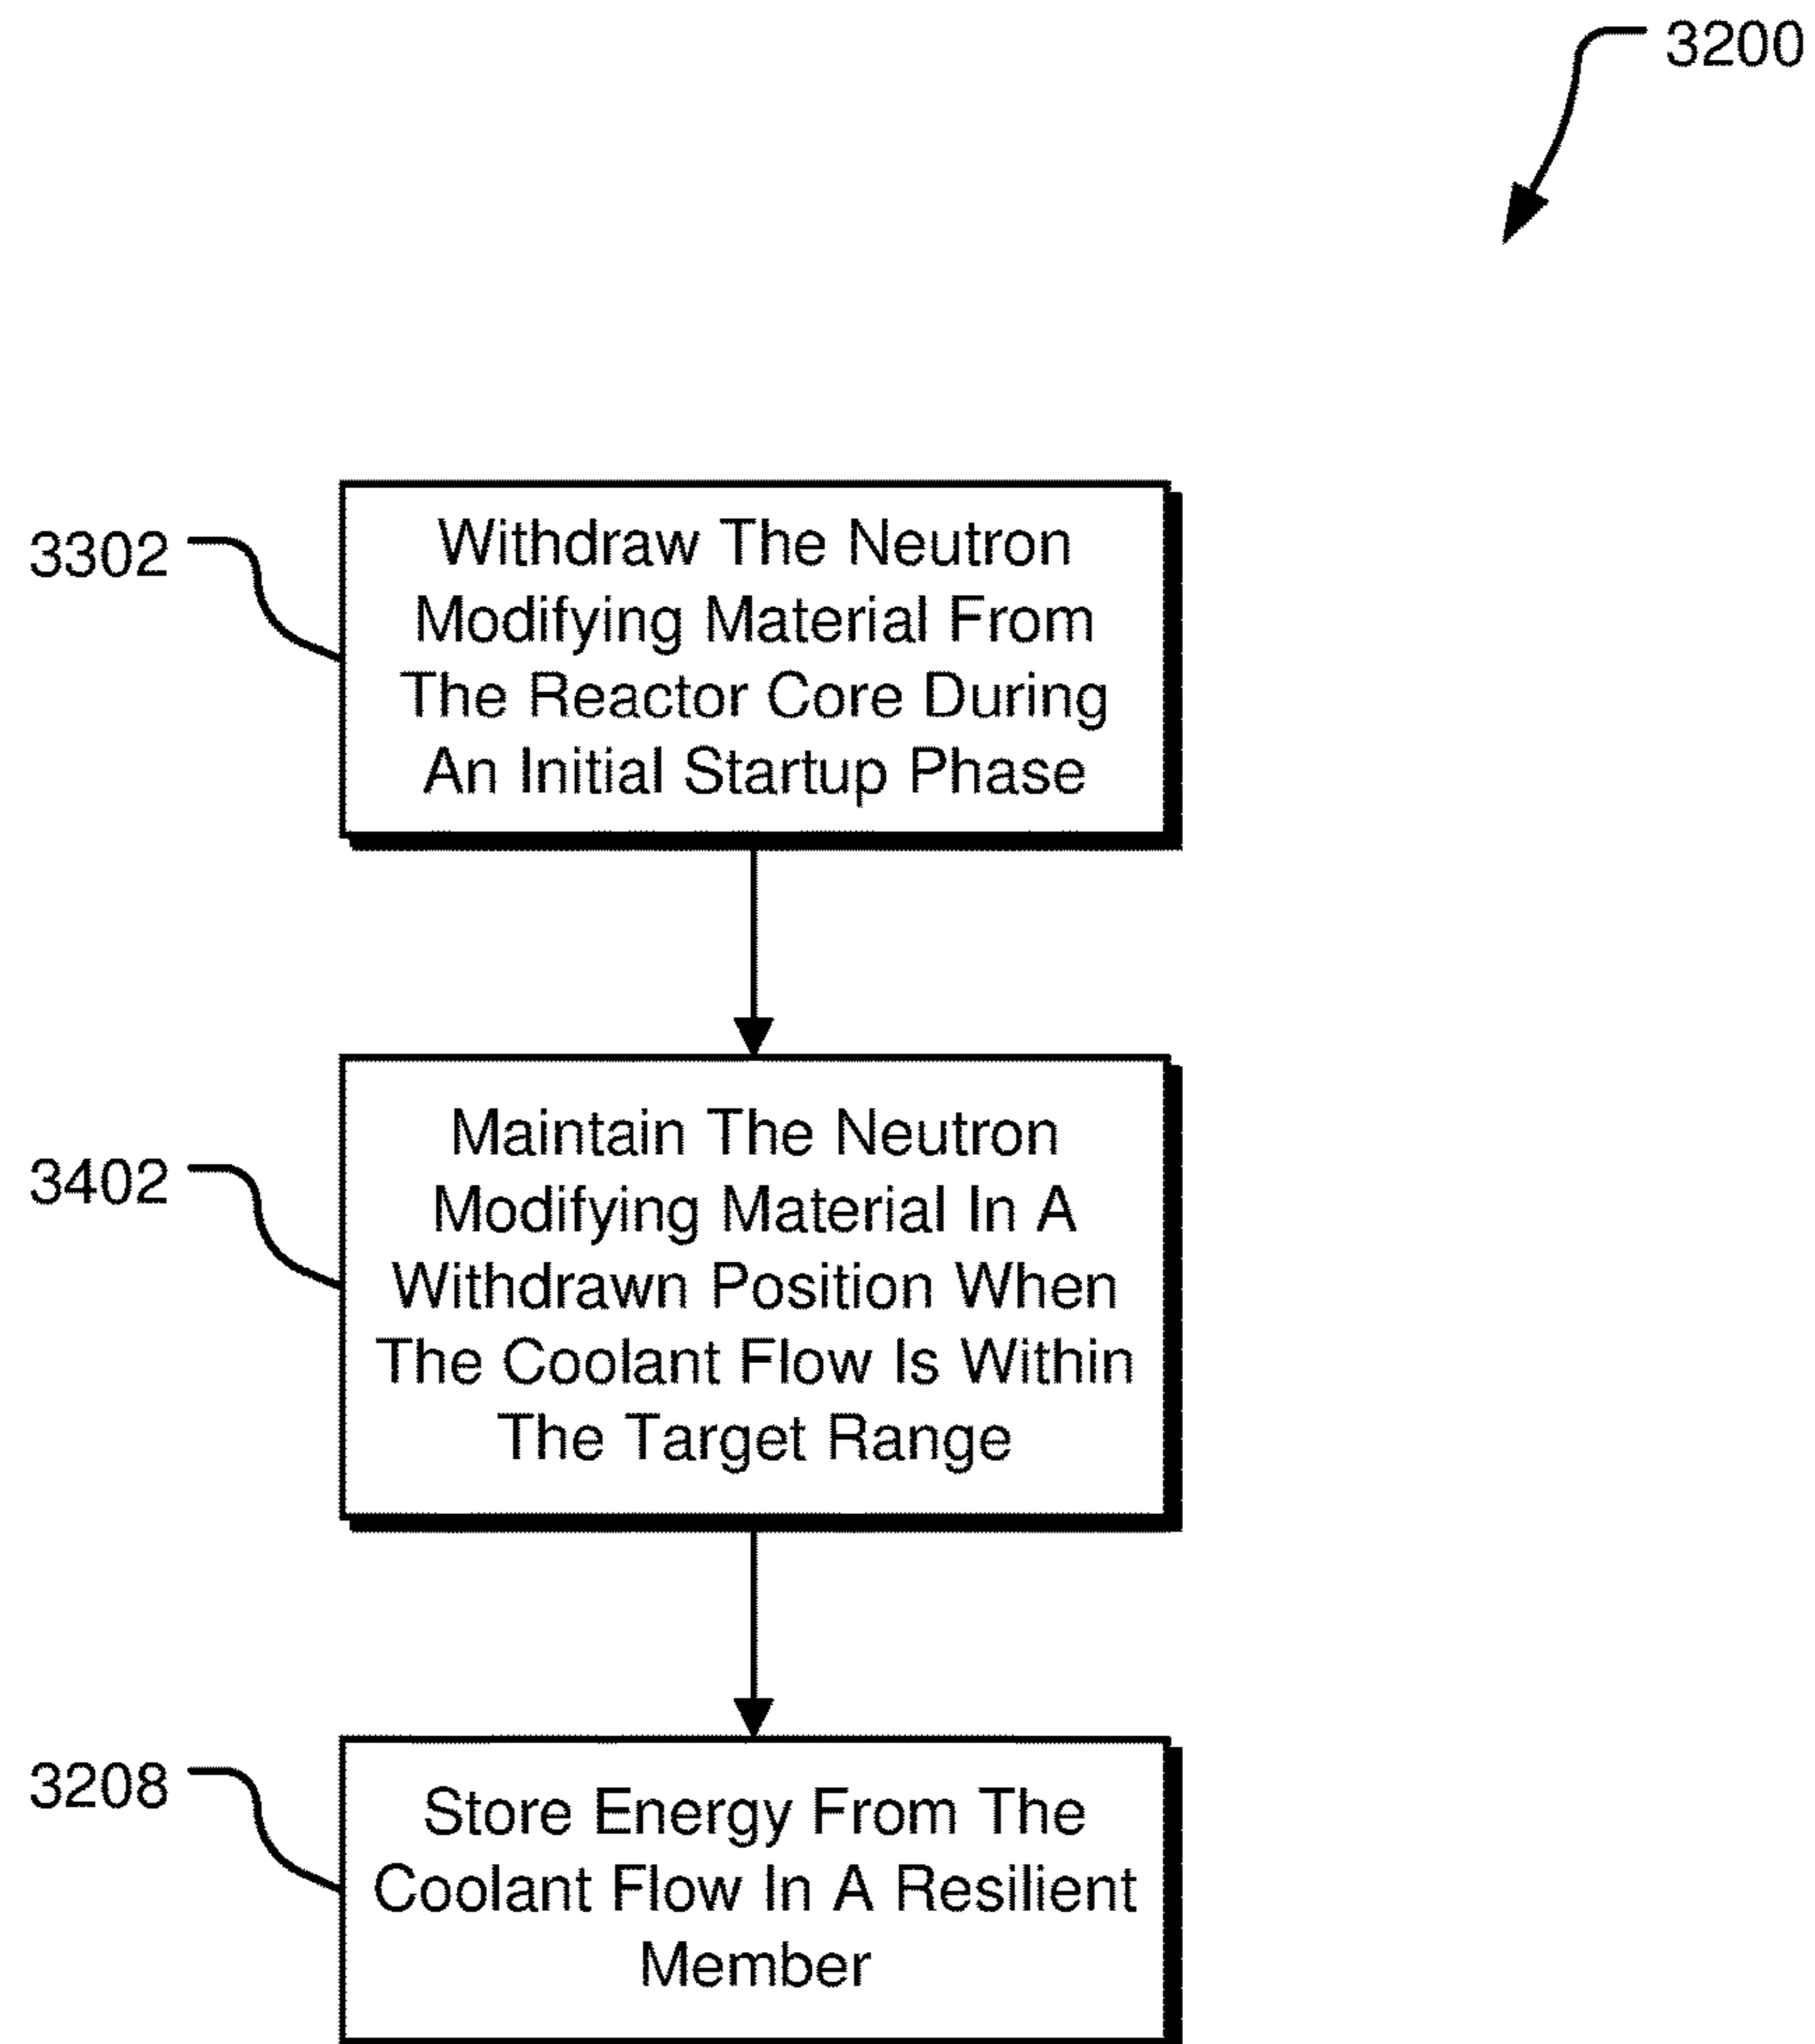 3200
3302
Withdraw The Neutron
Modifying Material From
The Reactor Core During
An Initial Startup Phase
3402
Maintain The Neutron
Modifying Material In A
Withdrawn Position When
The Coolant Flow Is Within
The Target Range
3208
Store Energy From The
Coolant Flow In A Resilient
Member